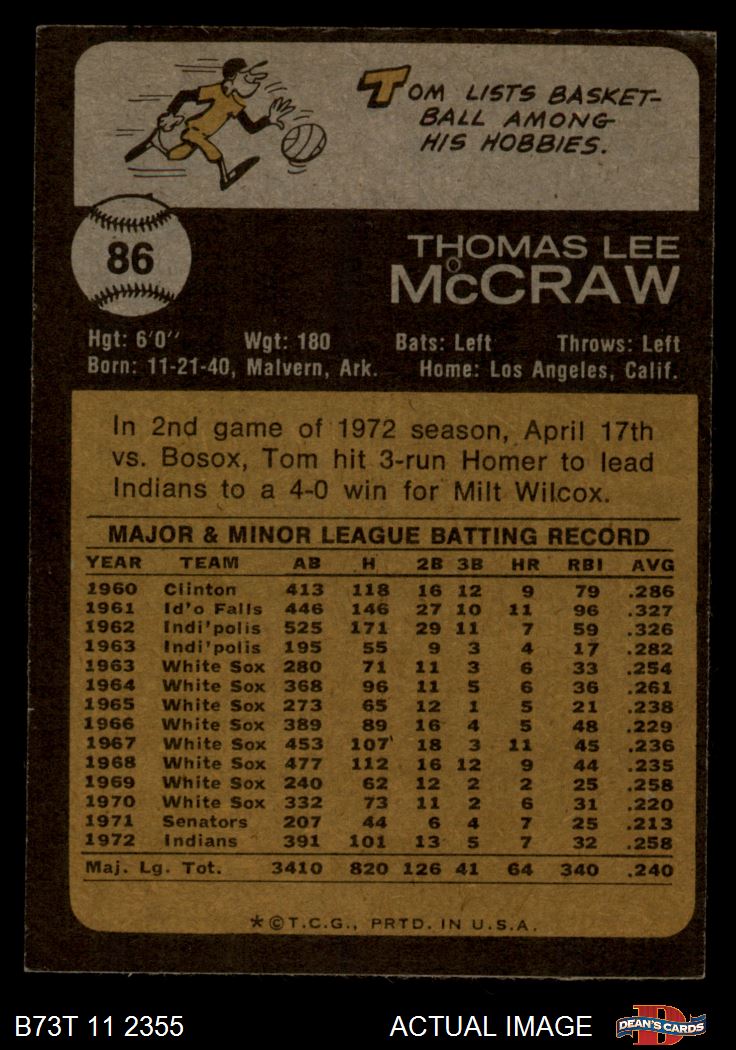 TOM LISTS BASKET-
BALL AMONG
HIS HOBBIES.
86
THOMAS LEE
McCRAW
Hgt: 6'0" Wgt: 180 Bats: Left Throws: Left
Born: 11-21-40, Malvern, Ark. Home: Los Angeles, Calif.
In 2nd game of 1972 season, April 17th
vs. Bosox, Tom hit 3-run Homer to lead
Indians to a 4-0 win for Milt Wilcox.
MAJOR & MINOR LEAGUE BATTING RECORD
YEAR TEAM AB H 2B 3B HR RBI AVG
1960 Clinton 413 118 16 12 9 79 .286
1961 Id'o Falls 446 146 27 10 11 96 .327
1962 Indi'polis 525 171 29 11 7 59 .326
1963 Indi'polis 195 55 9 3 4 17 .282
1963 White Sox 280 71 11 3 6 33 .254
1964 White Sox 368 96 11 5 6 36 .261
1965 White Sox 273 65 12 1 5 21 .238
1966 White Sox 389 89 16 4 5 48 .229
1967 White Sox 453 107 18 3 11 45 .236
1968 White Sox 477 112 16 12 9 44 .235
1969 White Sox 240 62 12 2 2 25 .258
1970 White Sox 332 73 11 2 6 31 .220
1971 Senators 207 44 6 4 7 25 .213
1972 Indians 391 101 13 5 7 32 .258
Maj. Lg. Tot. 3410 820 126 41 64 340 .240
*©T.C.G., PRTD. IN U.S.A.
B73T 11 2355 ACTUAL IMAGE
D
DEAN'S CARDS